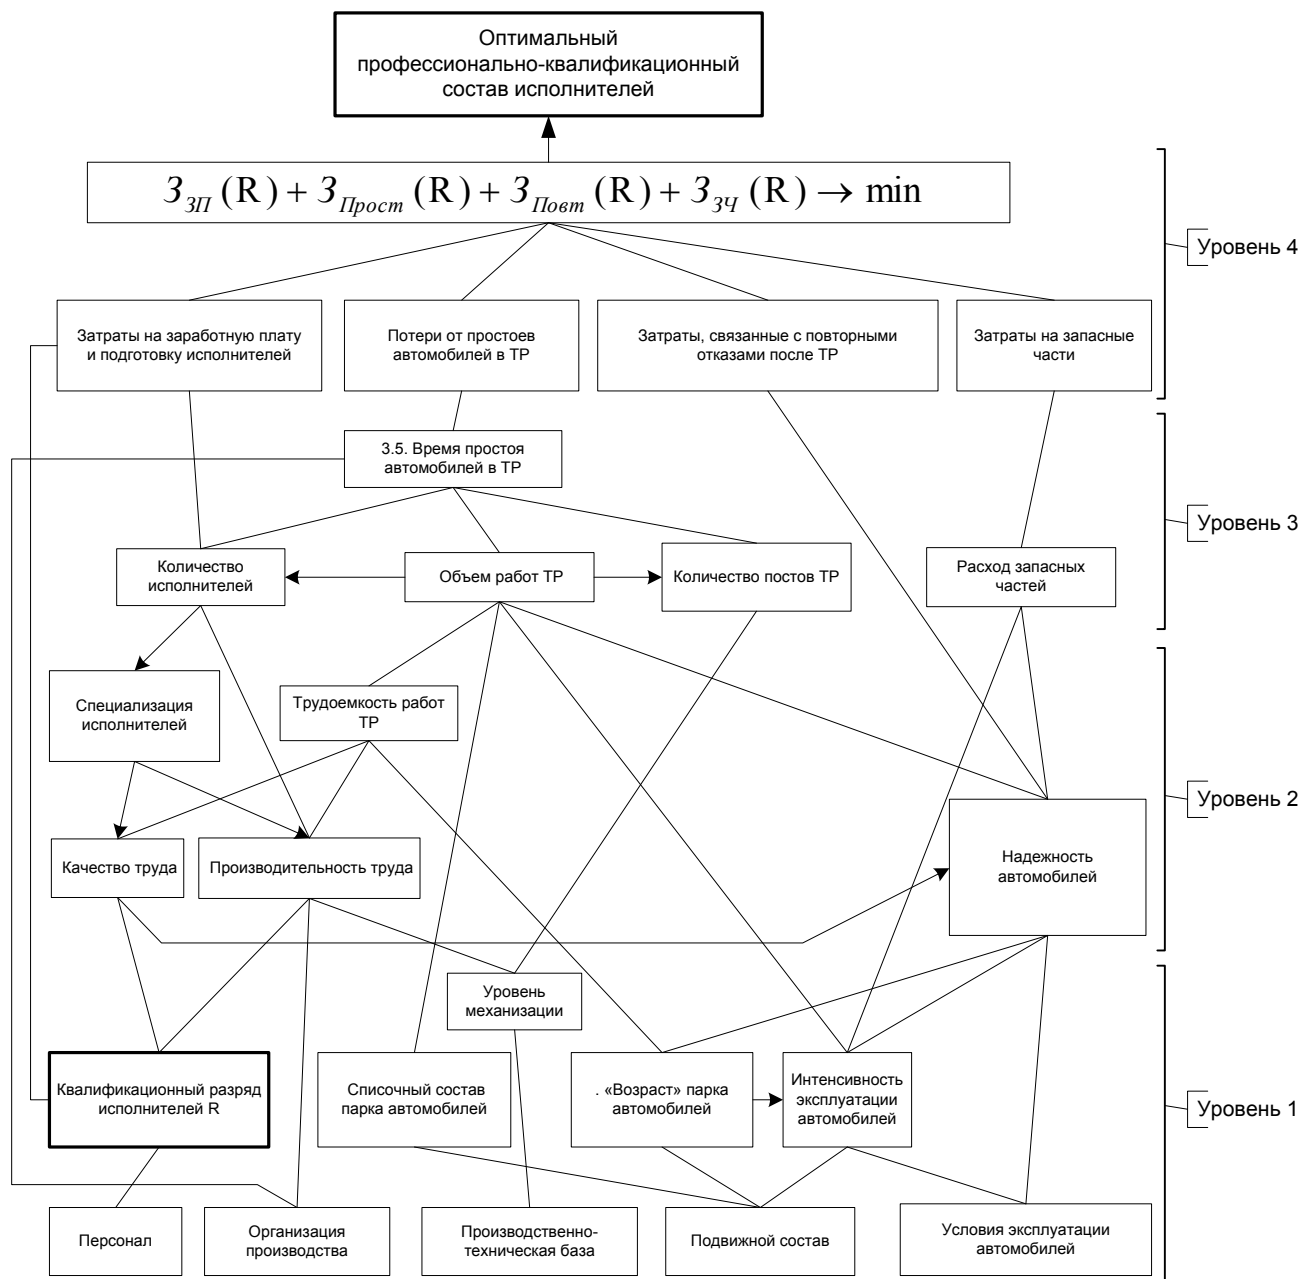 Оптимальный
профессионально-квалификационный
состав исполнителей
З_ЗП (R) + З_Прост (R) + З_Повт (R) + З_ЗЧ (R) → min
Уровень 4
Затраты на заработную плату
и подготовку исполнителей
Потери от простоев
автомобилей в ТР
Затраты, связанные с повторными
отказами после ТР
Затраты на запасные
части
3.5. Время простоя
автомобилей в ТР
Уровень 3
Количество
исполнителей
Объем работ ТР
Количество постов ТР
Расход запасных
частей
Специализация
исполнителей
Трудоемкость работ
ТР
Уровень 2
Качество труда
Производительность труда
Надежность
автомобилей
Уровень
механизации
Квалификационный разряд
исполнителей R
Списочный состав
парка автомобилей
. «Возраст» парка
автомобилей
Интенсивность
эксплуатации
автомобилей
Уровень 1
Персонал
Организация
производства
Производственно-
техническая база
Подвижной состав
Условия эксплуатации
автомобилей